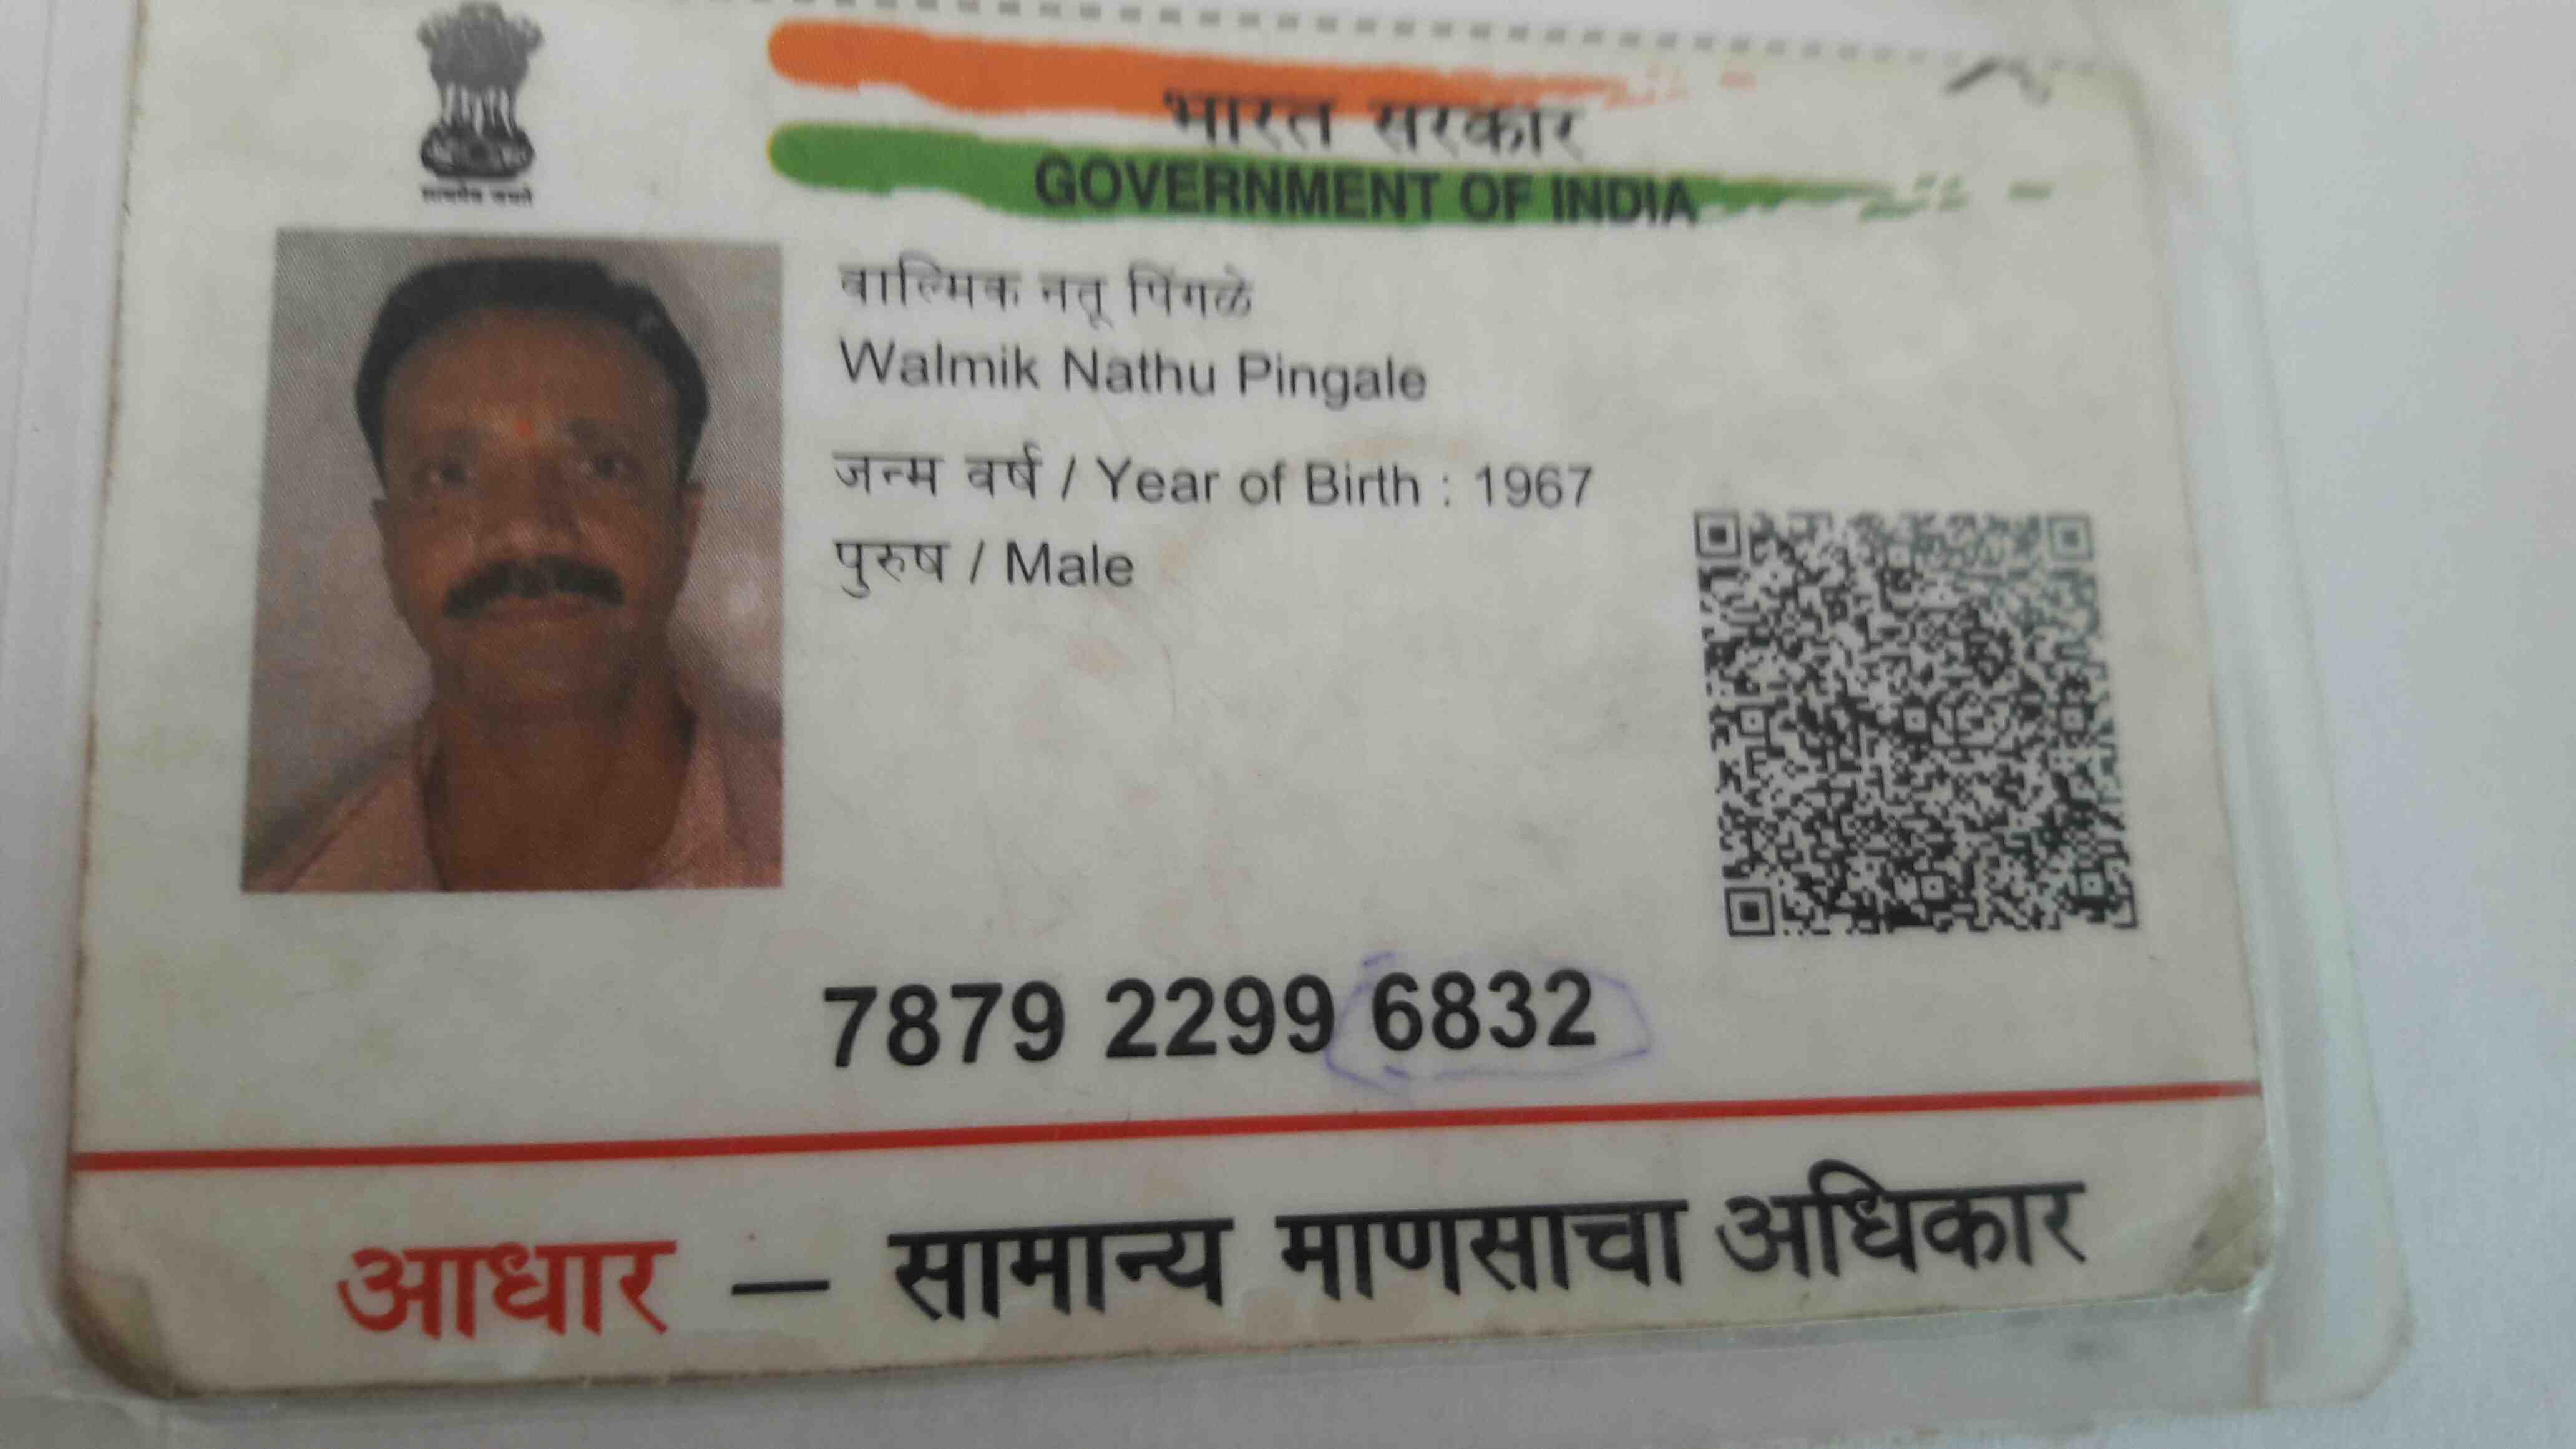 सत्यमेव जयते
भारत सरकार
GOVERNMENT OF INDIA
वाल्मिक नतू पिंगळे
Walmik Nathu Pingale
जन्म वर्ष / Year of Birth : 1967
पुरुष / Male
7879 2299 6832
आधार — सामान्य माणसाचा अधिकार